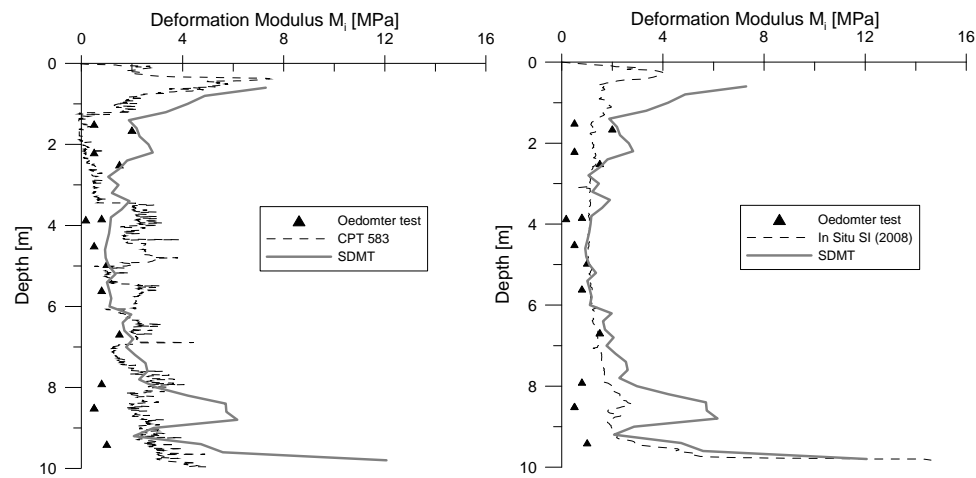 Deformation Modulus Mi [MPa]
0 4 8 12 16
0
2
4
6
8
10
Depth [m]
Oedomter test
CPT 583
SDMT
Deformation Modulus Mi [MPa]
0 4 8 12 16
0
2
4
6
8
10
Depth [m]
Oedomter test
In Situ SI (2008)
SDMT